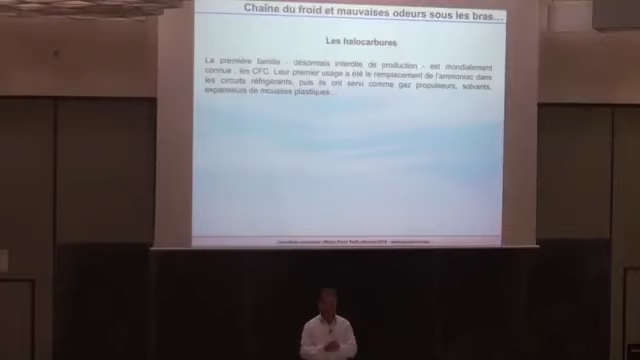 Chaîne du froid et mauvaises odeurs sous les bras...
Les halocarbures
La première famille - désormais interdite de production - est mondialement
connue : les CFC. Leur premier usage a été le remplacement de l'ammoniac dans
les circuits réfrigérants, puis ils ont servi comme gaz propulseurs, solvants,
expanseurs de mousses plastiques...